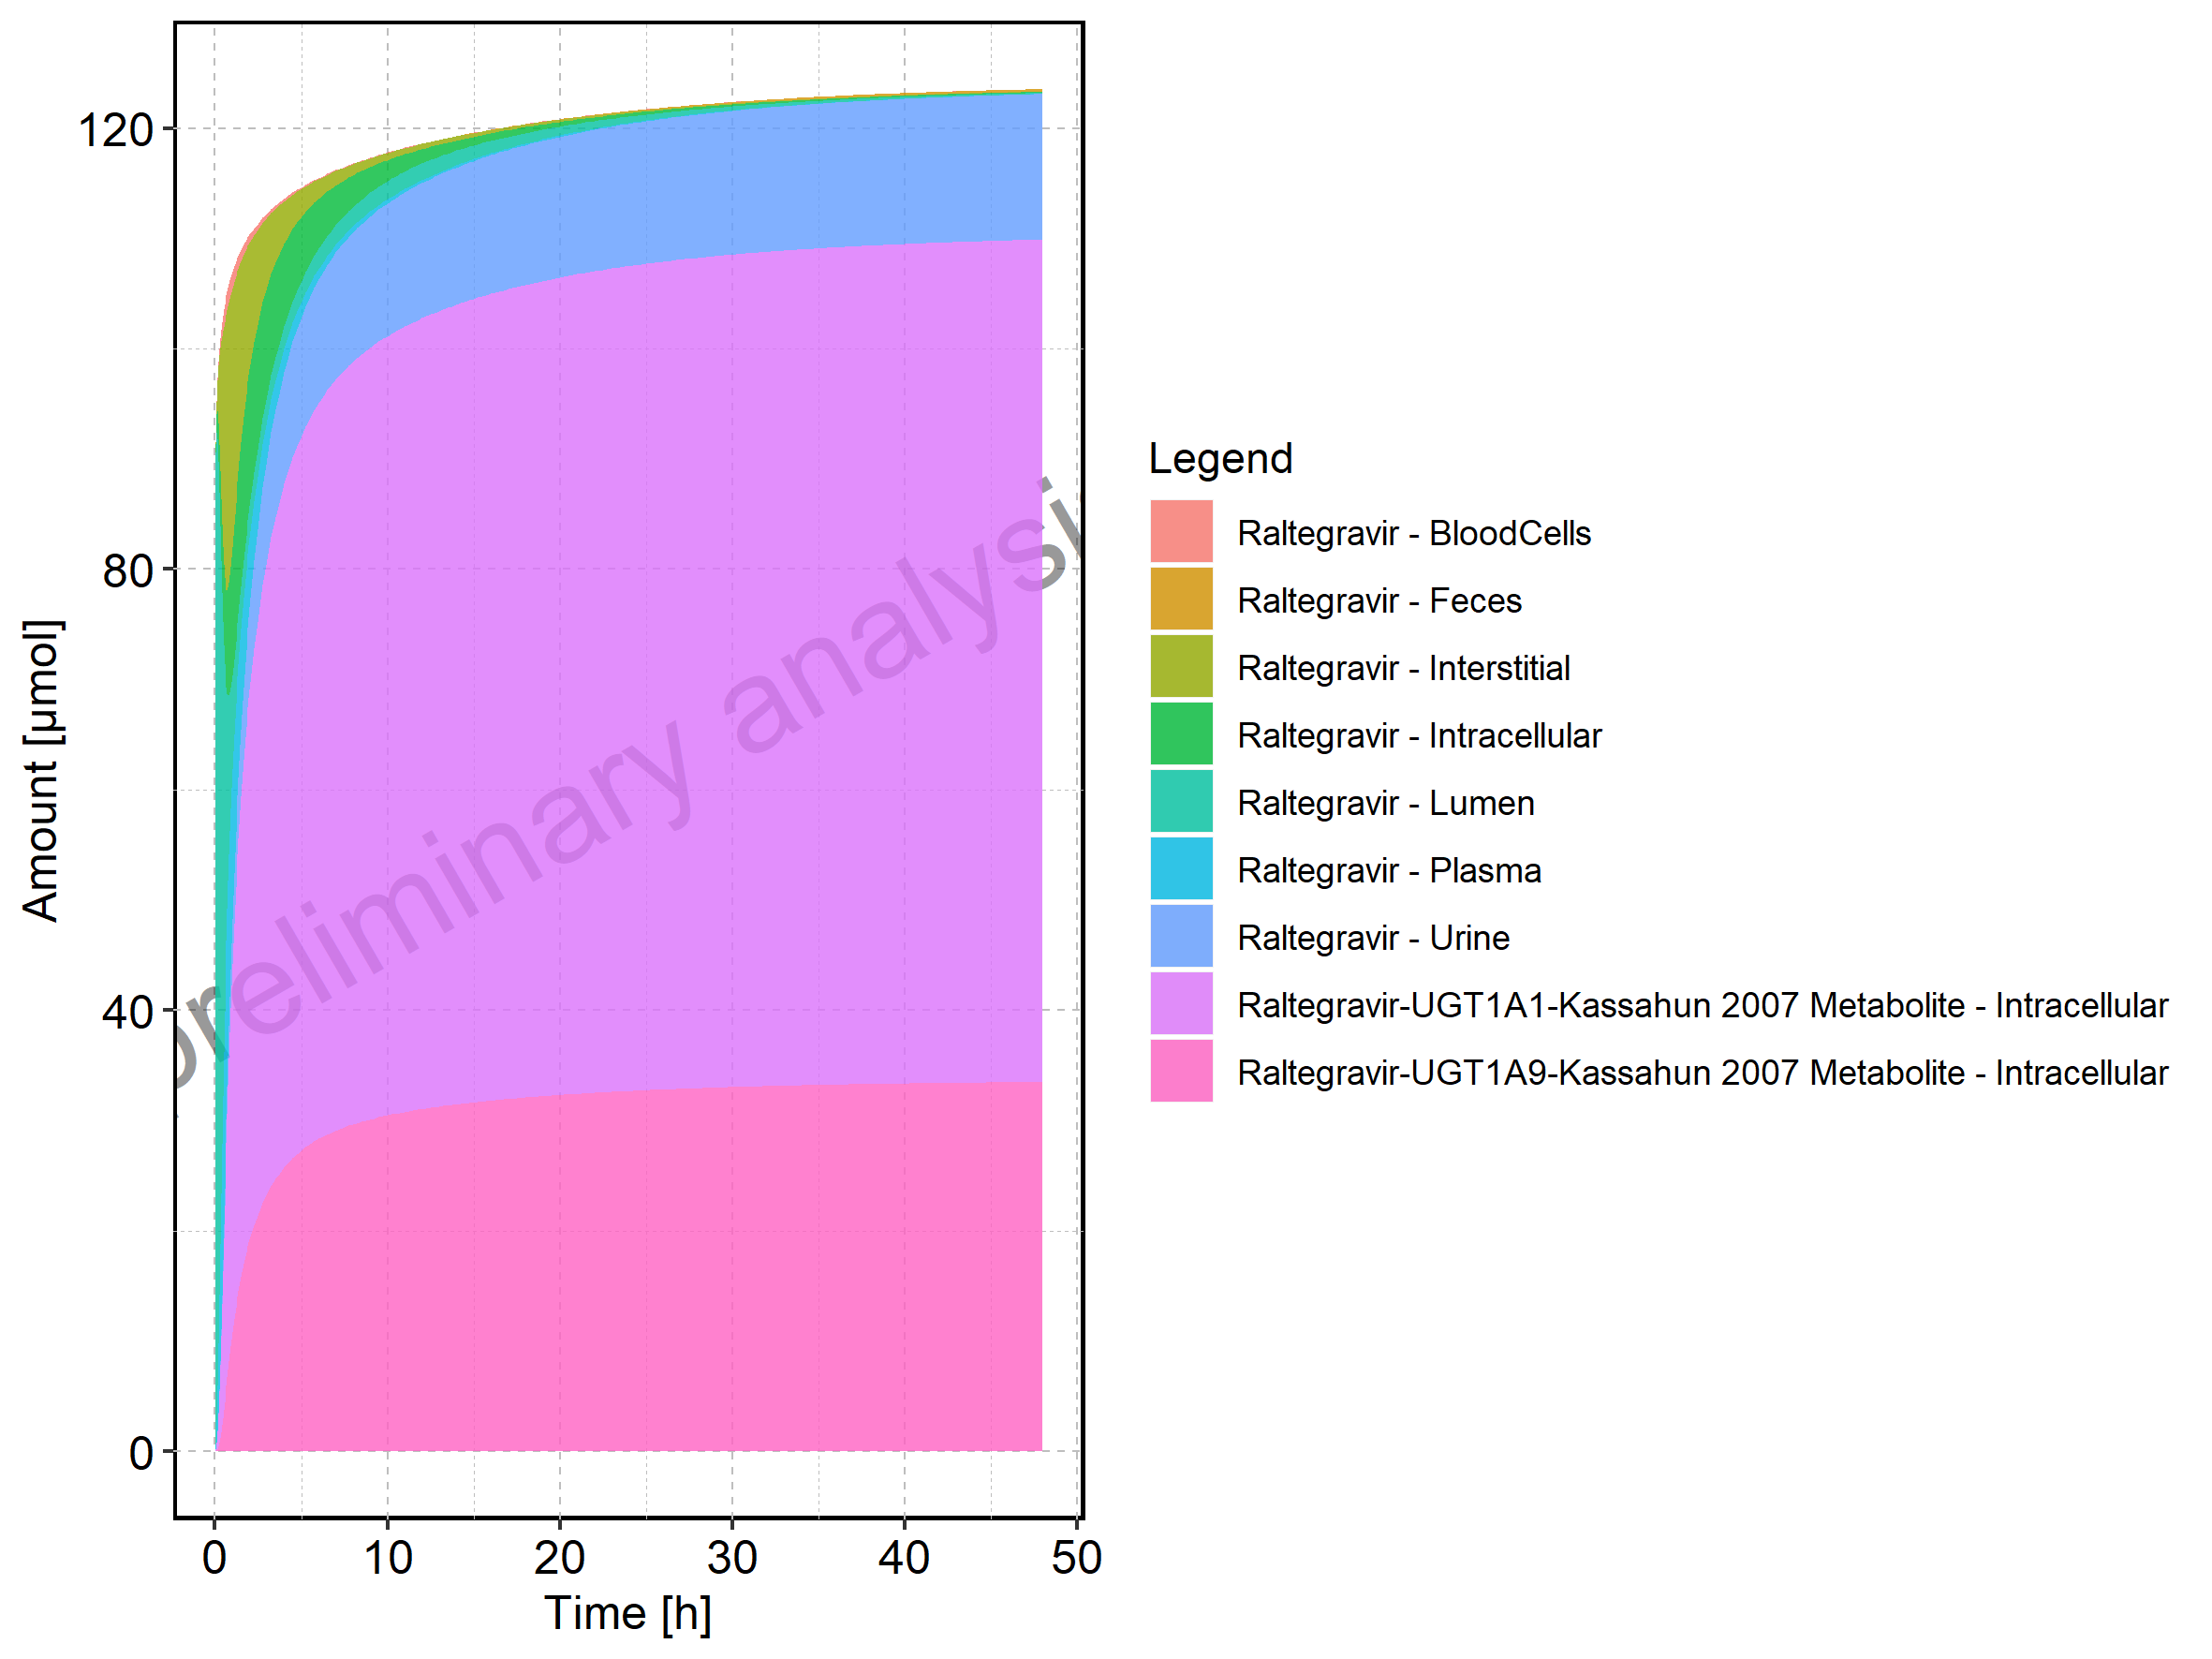 120
80
40
0
Amount [µmol]
preliminary analysis
0 10 20 30 40 50
Time [h]
Legend
Raltegravir - BloodCells
Raltegravir - Feces
Raltegravir - Interstitial
Raltegravir - Intracellular
Raltegravir - Lumen
Raltegravir - Plasma
Raltegravir - Urine
Raltegravir-UGT1A1-Kassahun 2007 Metabolite - Intracellular
Raltegravir-UGT1A9-Kassahun 2007 Metabolite - Intracellular